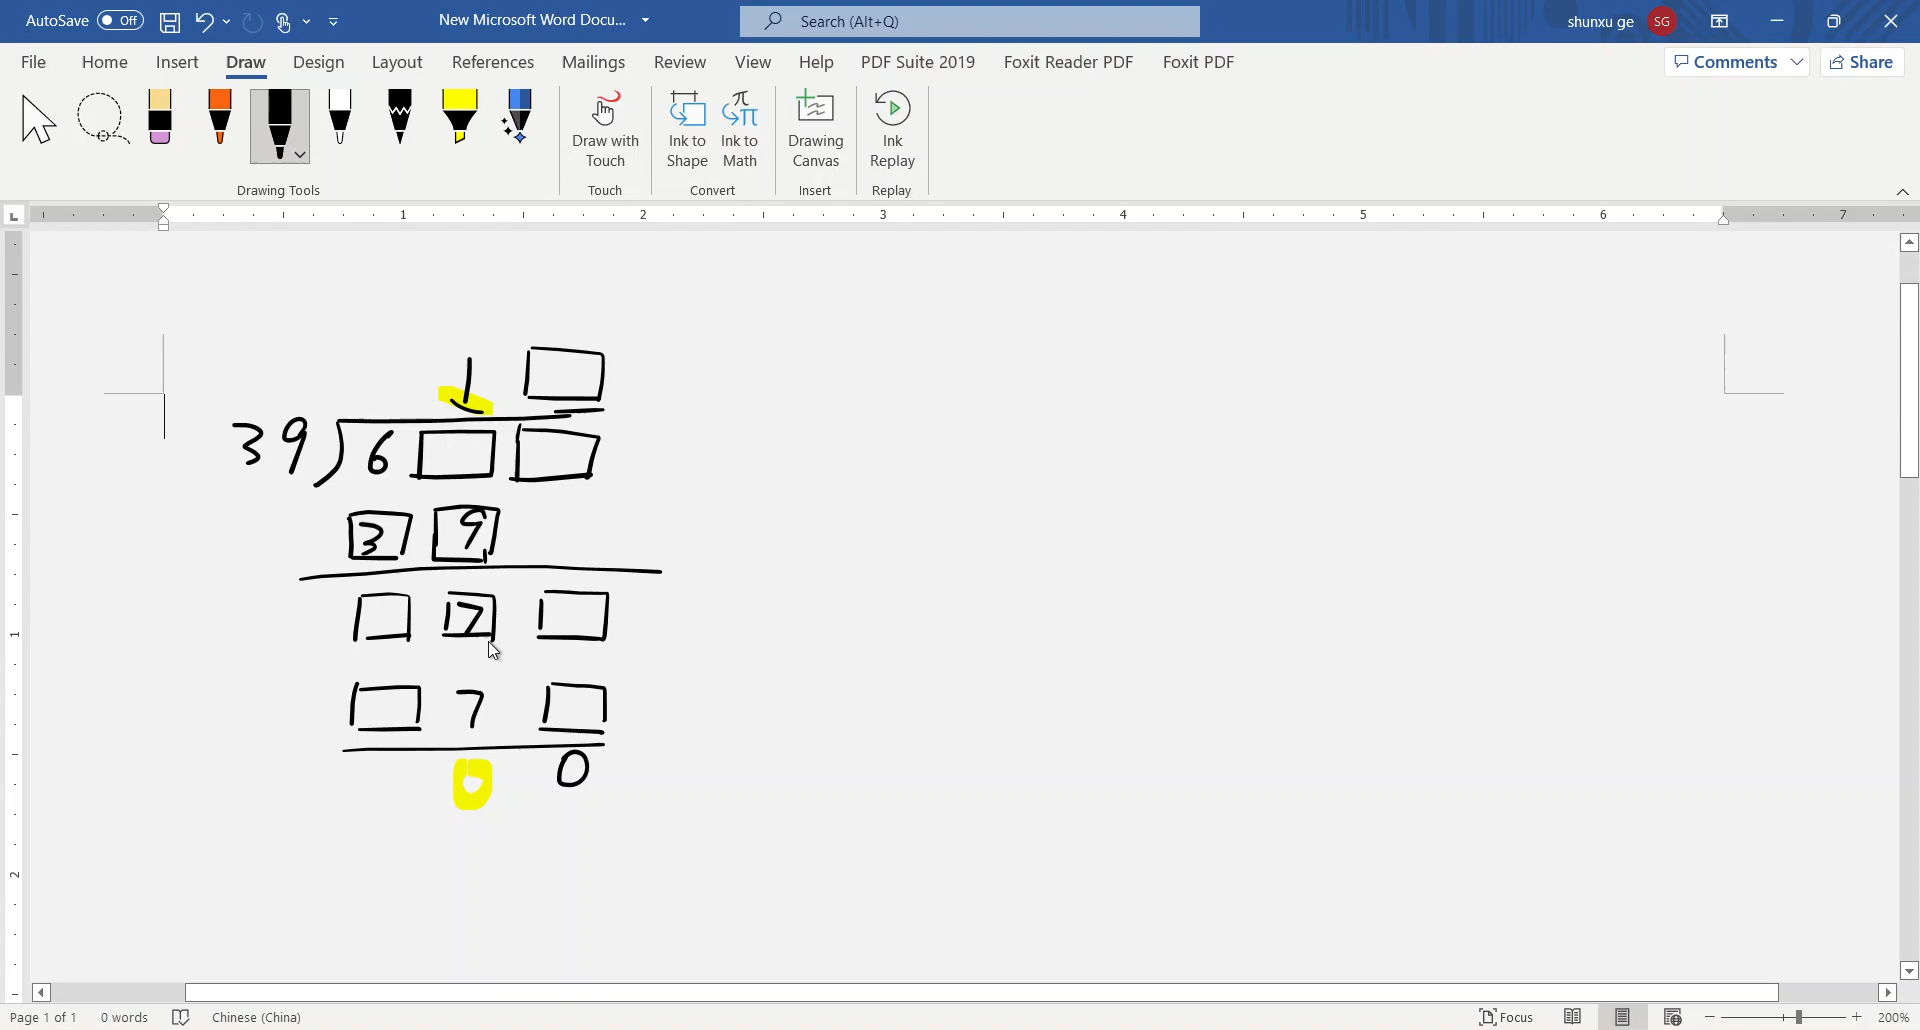 AutoSave Off New Microsoft Word Docu... Search (Alt+Q) shunxu ge SG
File Home Insert Draw Design Layout References Mailings Review View Help PDF Suite 2019 Foxit Reader PDF Foxit PDF Comments Share
Draw with Touch
Ink to Shape
Ink to Math
Drawing Canvas
Ink Replay
Drawing Tools Touch Convert Insert Replay
L 1 2 3 4 5 6 7
1
39 6
3 9
7
7
0 0
1
2
Page 1 of 1 0 words Chinese (China) Focus 200%